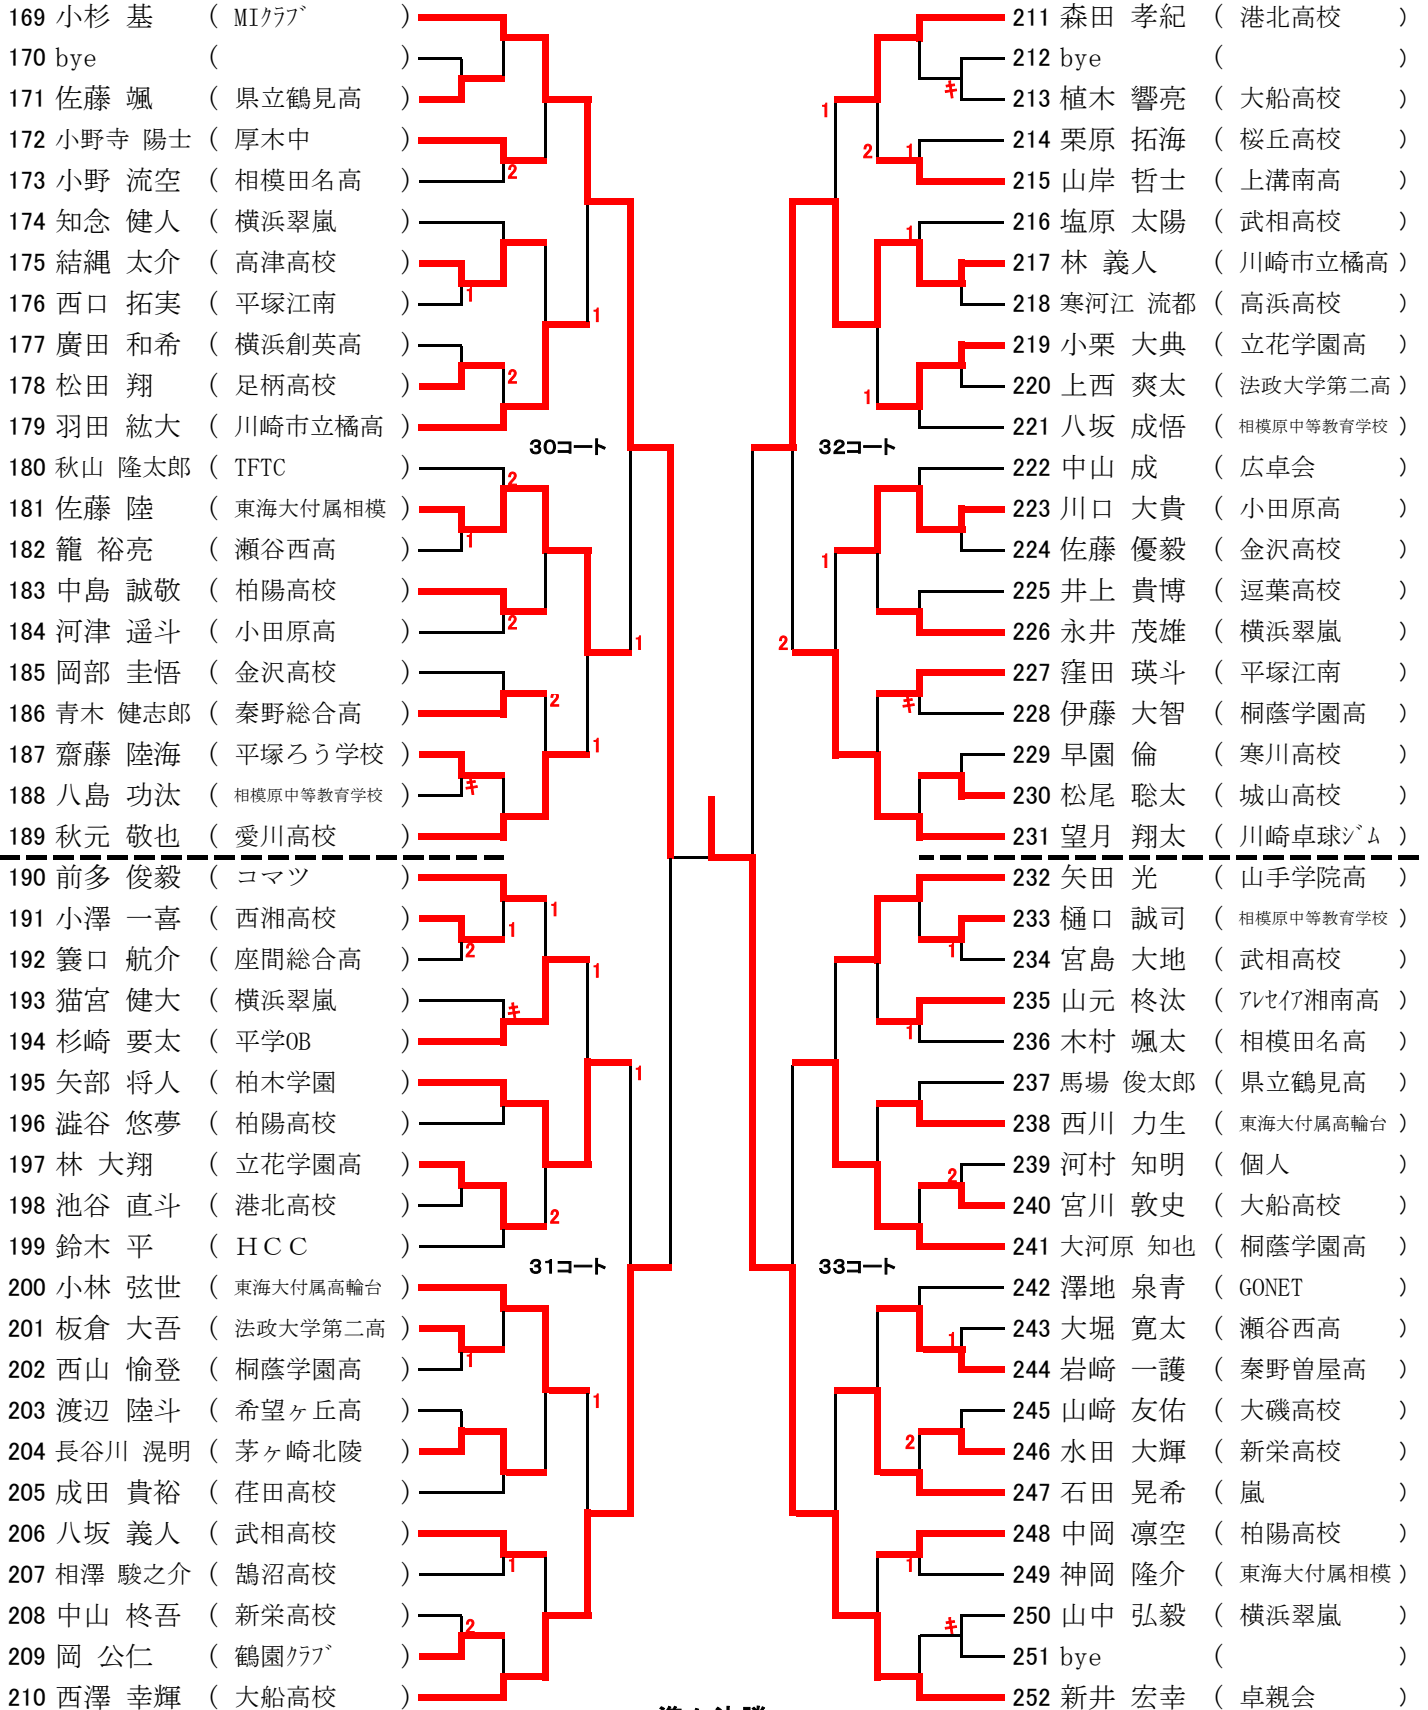 169 小杉 基 ( MIｸﾗﾌﾞ )
170 bye ( )
171 佐藤 颯 ( 県立鶴見高 )
172 小野寺 陽士 ( 厚木中 )
173 小野 流空 ( 相模田名高 )
2
174 知念 健人 ( 横浜翠嵐 )
175 結縄 太介 ( 高津高校 )
176 西口 拓実 ( 平塚江南 )
1
1
177 廣田 和希 ( 横浜創英高 )
178 松田 翔 ( 足柄高校 )
2
179 羽田 紘大 ( 川崎市立橘高 )
30コート
180 秋山 隆太郎 ( TFTC )
2
181 佐藤 陸 ( 東海大付属相模 )
182 籠 裕亮 ( 瀬谷西高 )
1
183 中島 誠敬 ( 柏陽高校 )
184 河津 遥斗 ( 小田原高 )
2
1
185 岡部 圭悟 ( 金沢高校 )
186 青木 健志郎 ( 秦野総合高 )
2
187 齋藤 陸海 ( 平塚ろう学校 )
1
188 八島 功汰 ( 相模原中等教育学校 )
キ
189 秋元 敬也 ( 愛川高校 )
190 前多 俊毅 ( コマツ )
1
191 小澤 一喜 ( 西湘高校 )
1
192 簑口 航介 ( 座間総合高 )
2
1
193 猫宮 健大 ( 横浜翠嵐 )
キ
194 杉崎 要太 ( 平学OB )
195 矢部 将人 ( 柏木学園 )
1
196 澁谷 悠夢 ( 柏陽高校 )
197 林 大翔 ( 立花学園高 )
198 池谷 直斗 ( 港北高校 )
2
199 鈴木 平 ( ＨＣＣ )
31コート
200 小林 弦世 ( 東海大付属高輪台 )
201 板倉 大吾 ( 法政大学第二高 )
202 西山 愉登 ( 桐蔭学園高 )
1
203 渡辺 陸斗 ( 希望ヶ丘高 )
1
204 長谷川 滉明 ( 茅ヶ崎北陵 )
205 成田 貴裕 ( 荏田高校 )
206 八坂 義人 ( 武相高校 )
207 相澤 駿之介 ( 鵠沼高校 )
1
208 中山 柊吾 ( 新栄高校 )
2
209 岡 公仁 ( 鶴園ｸﾗﾌﾞ )
210 西澤 幸輝 ( 大船高校 )
211 森田 孝紀 ( 港北高校 )
212 bye ( )
キ
213 植木 響亮 ( 大船高校 )
1
214 栗原 拓海 ( 桜丘高校 )
1
2
215 山岸 哲士 ( 上溝南高 )
216 塩原 太陽 ( 武相高校 )
1
217 林 義人 ( 川崎市立橘高 )
218 寒河江 流都 ( 高浜高校 )
219 小栗 大典 ( 立花学園高 )
220 上西 爽太 ( 法政大学第二高 )
1
221 八坂 成悟 ( 相模原中等教育学校 )
32コート
222 中山 成 ( 広卓会 )
223 川口 大貴 ( 小田原高 )
224 佐藤 優毅 ( 金沢高校 )
1
225 井上 貴博 ( 逗葉高校 )
226 永井 茂雄 ( 横浜翠嵐 )
2
227 窪田 瑛斗 ( 平塚江南 )
キ
228 伊藤 大智 ( 桐蔭学園高 )
229 早園 倫 ( 寒川高校 )
230 松尾 聡太 ( 城山高校 )
231 望月 翔太 ( 川崎卓球ｼﾞﾑ )
232 矢田 光 ( 山手学院高 )
233 樋口 誠司 ( 相模原中等教育学校 )
1
234 宮島 大地 ( 武相高校 )
235 山元 柊汰 ( ｱﾚｾｲｱ湘南高 )
1
236 木村 颯太 ( 相模田名高 )
237 馬場 俊太郎 ( 県立鶴見高 )
238 西川 力生 ( 東海大付属高輪台 )
239 河村 知明 ( 個人 )
2
240 宮川 敦史 ( 大船高校 )
241 大河原 知也 ( 桐蔭学園高 )
33コート
242 澤地 泉青 ( GONET )
243 大堀 寛太 ( 瀬谷西高 )
1
244 岩﨑 一護 ( 秦野曽屋高 )
245 山﨑 友佑 ( 大磯高校 )
2
246 水田 大輝 ( 新栄高校 )
247 石田 晃希 ( 嵐 )
248 中岡 凛空 ( 柏陽高校 )
1
249 神岡 隆介 ( 東海大付属相模 )
250 山中 弘毅 ( 横浜翠嵐 )
キ
251 bye ( )
252 新井 宏幸 ( 卓親会 )